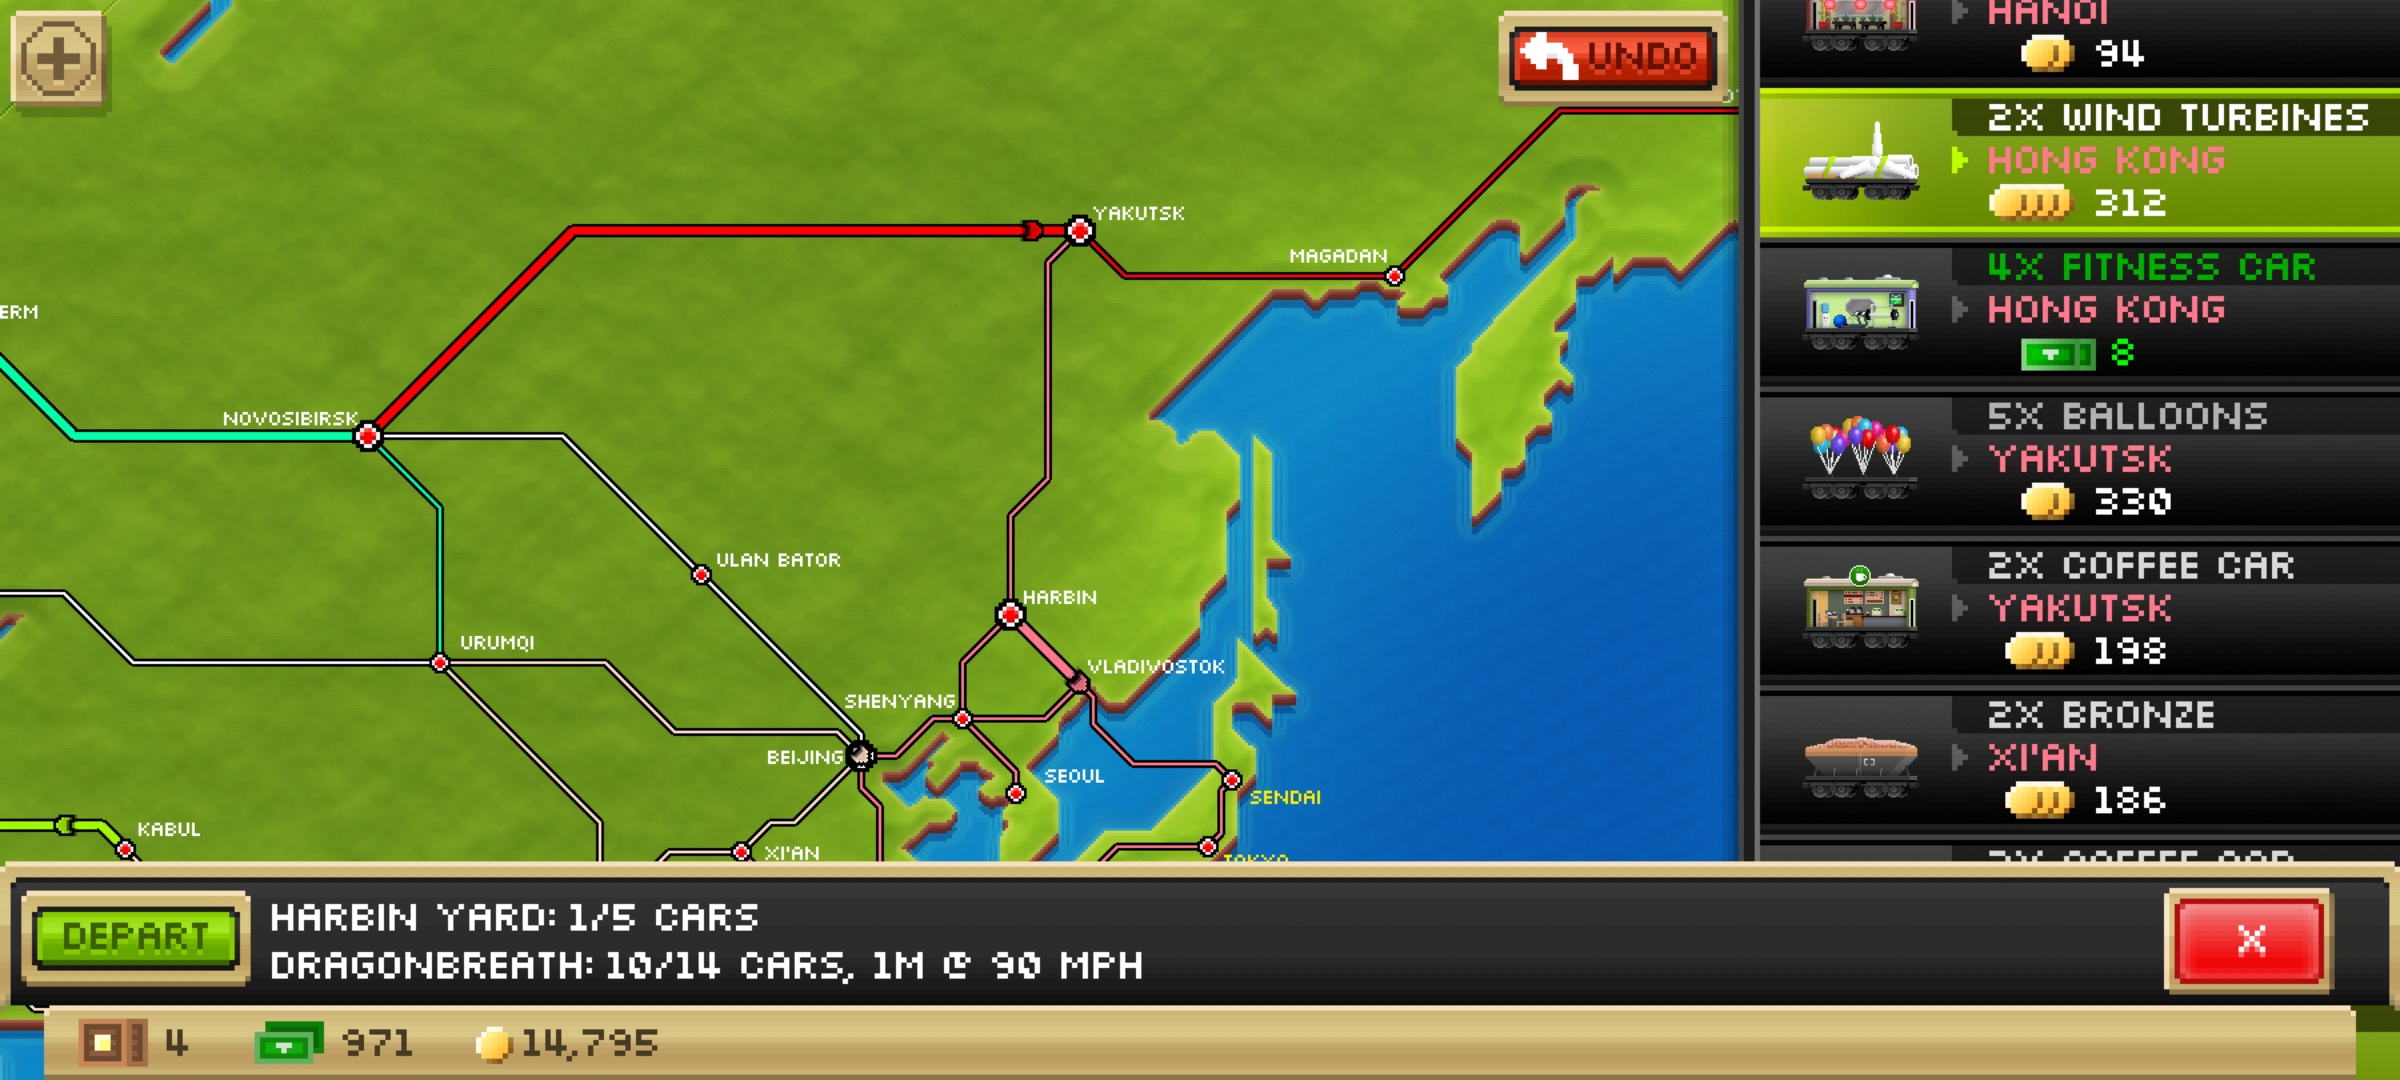 UNDO
HANOI
94
2X WIND TURBINES
HONG KONG
312
4X FITNESS CAR
HONG KONG
8
5X BALLOONS
YAKUTSK
330
2X COFFEE CAR
YAKUTSK
198
2X BRONZE
XI'AN
186
YAKUTSK
MAGADAN
ERM
NOVOSIBIRSK
ULAN BATOR
HARBIN
URUMQI
VLADIVOSTOK
SHENYANG
BEIJING
SEOUL
SENDAI
KABUL
XI'AN
TOKYO
DEPART
HARBIN YARD: 1/5 CARS
DRAGONBREATH: 10/14 CARS, 1M @ 90 MPH
X
4
971
14,795